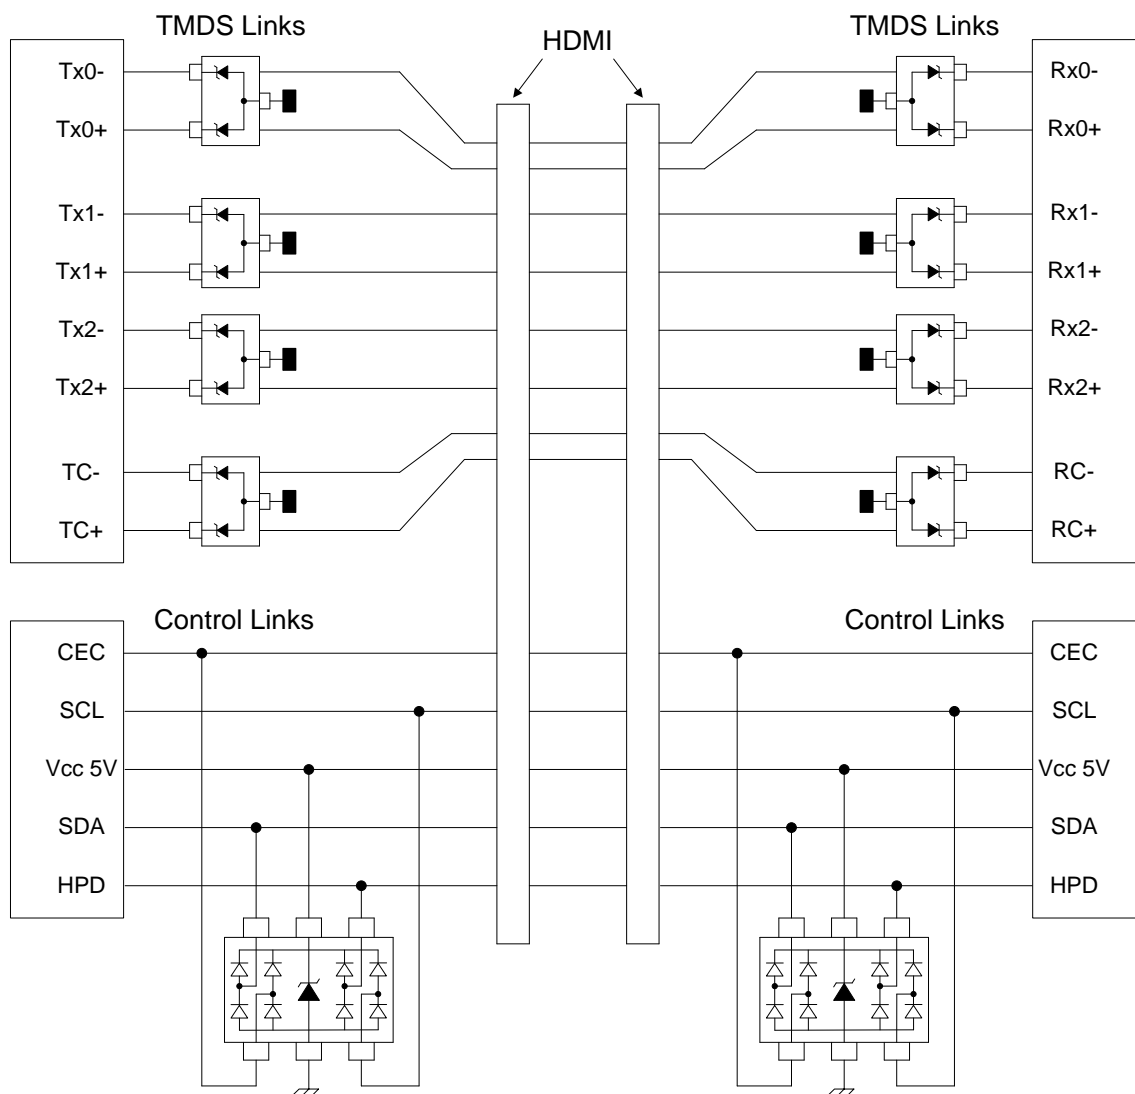 TMDS Links
HDMI
TMDS Links
Tx0-
Rx0-
Tx0+
Rx0+
Tx1-
Rx1-
Tx1+
Rx1+
Tx2-
Rx2-
Tx2+
Rx2+
TC-
RC-
TC+
RC+
Control Links
Control Links
CEC
CEC
SCL
SCL
Vcc 5V
Vcc 5V
SDA
SDA
HPD
HPD